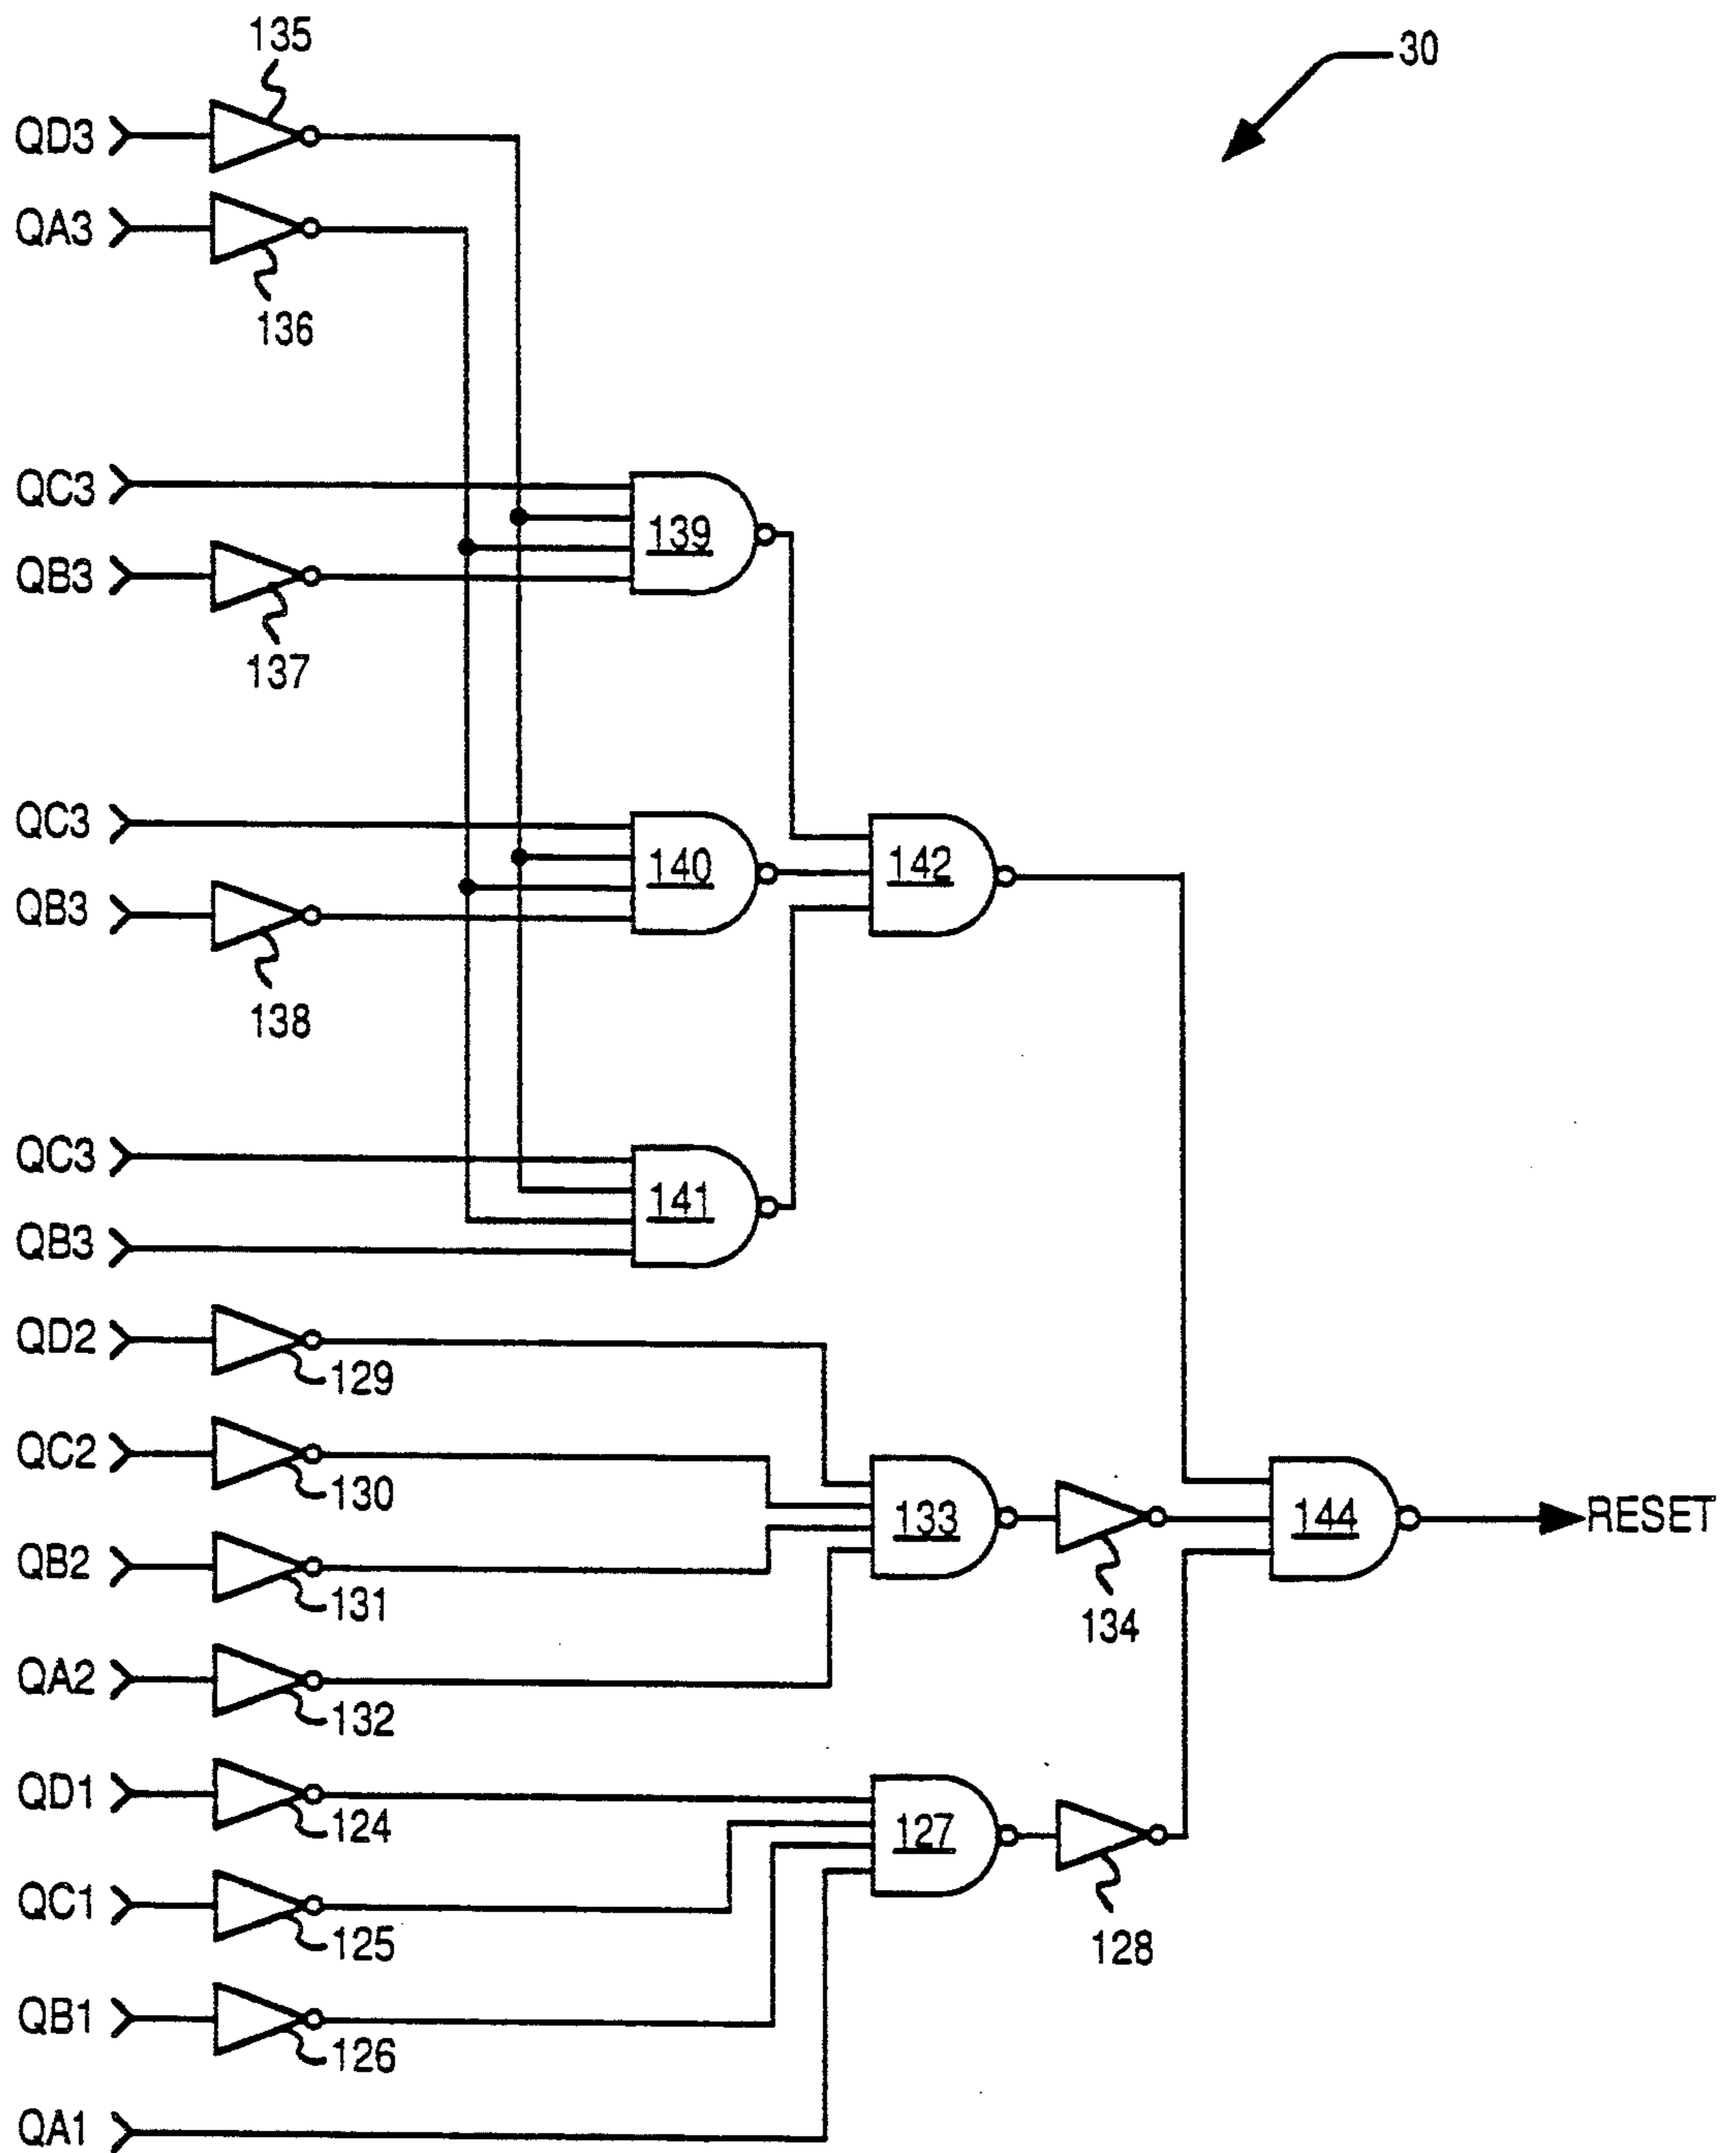 135
30
QD3
QA3
136
QC3
139
QB3
137
QC3
140
142
QB3
138
QC3
141
QB3
QD2
129
QC2
130
133
144
RESET
QB2
131
134
QA2
132
QD1
124
127
QC1
125
128
QB1
126
QA1